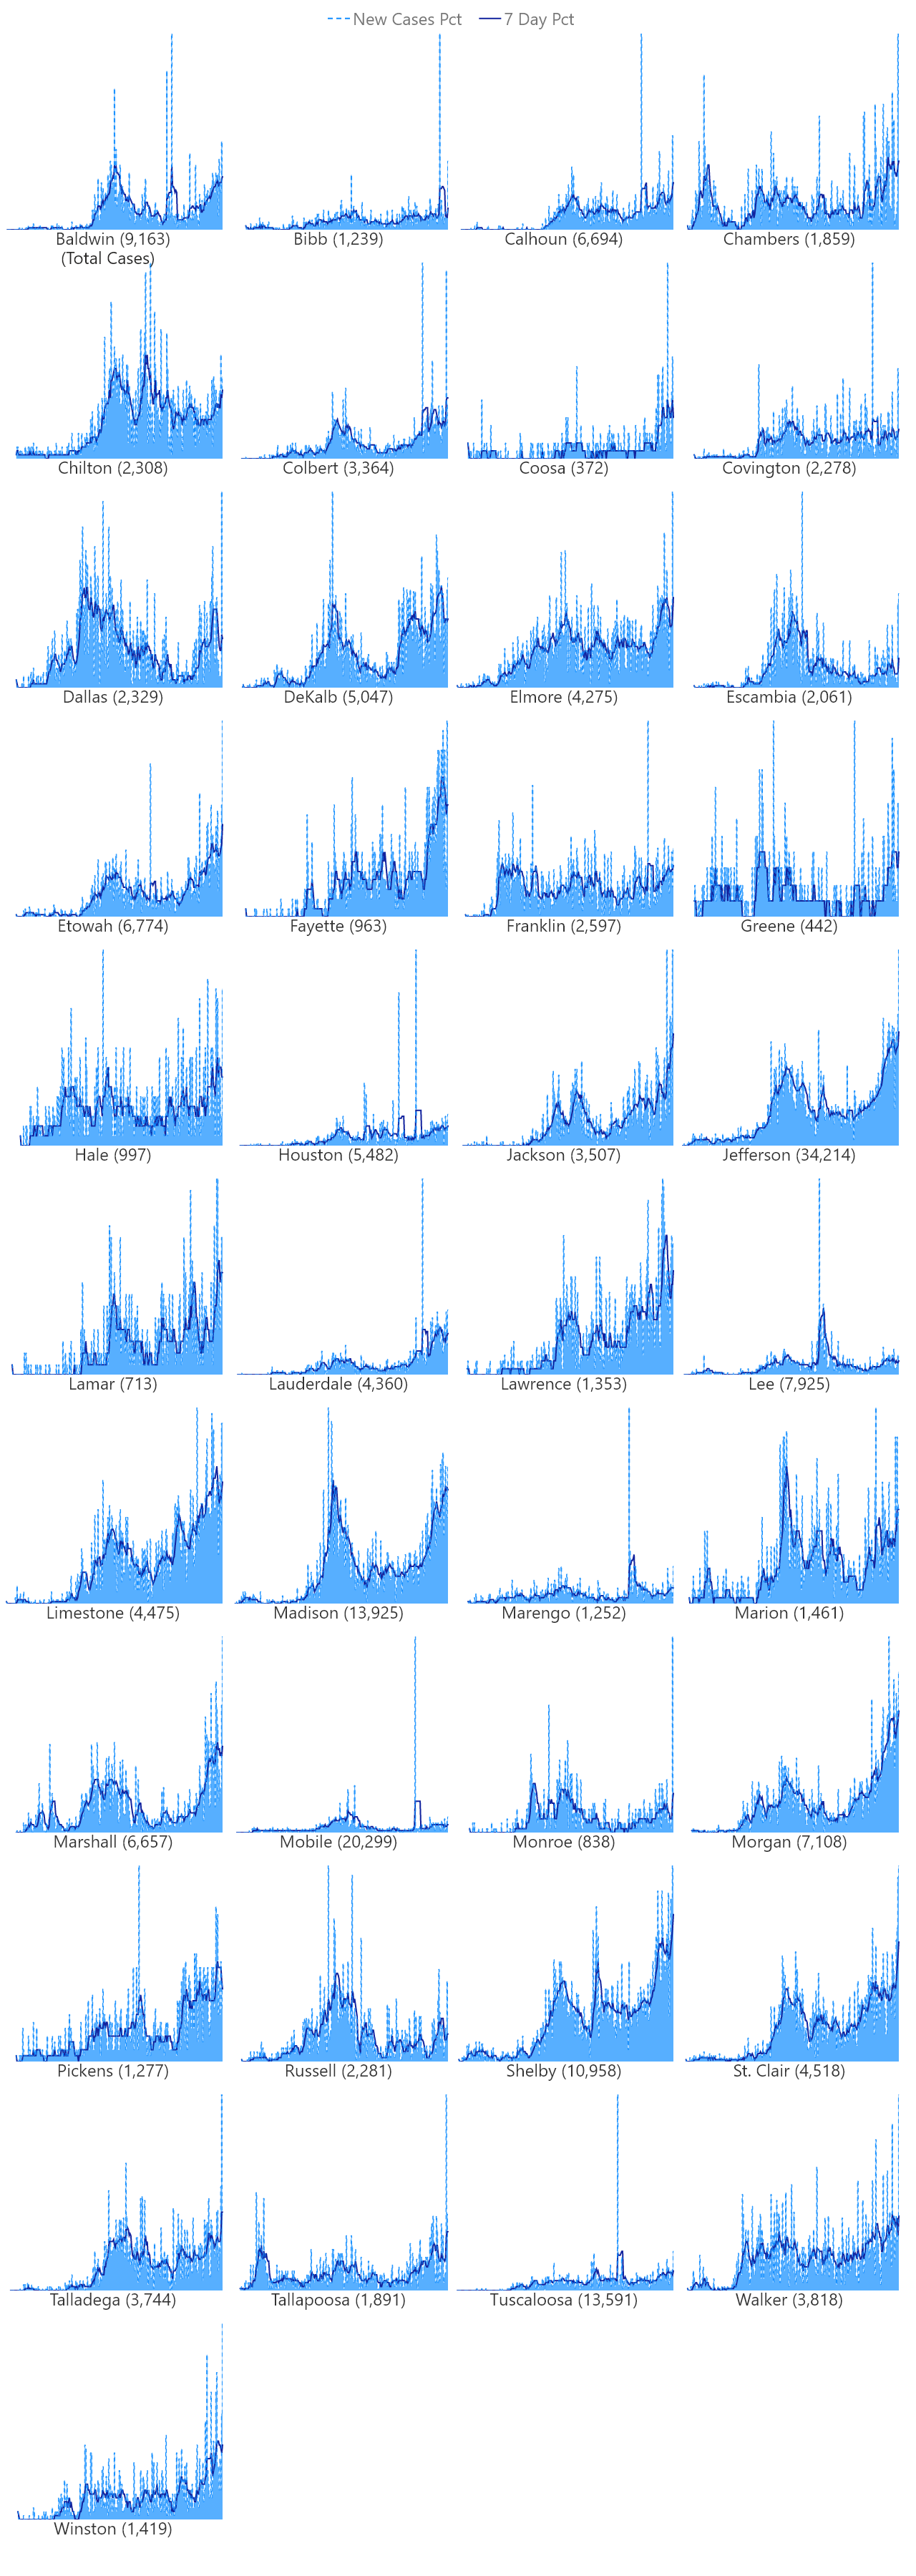 New Cases Pct 7 Day Pct
Baldwin (9,163) Bibb (1,239) Calhoun (6,694) Chambers (1,859)
(Total Cases)
Chilton (2,308) Colbert (3,364) Coosa (372) Covington (2,278)
Dallas (2,329) DeKalb (5,047) Elmore (4,275) Escambia (2,061)
Etowah (6,774) Fayette (963) Franklin (2,597) Greene (442)
Hale (997) Houston (5,482) Jackson (3,507) Jefferson (34,214)
Lamar (713) Lauderdale (4,360) Lawrence (1,353) Lee (7,925)
Limestone (4,475) Madison (13,925) Marengo (1,252) Marion (1,461)
Marshall (6,657) Mobile (20,299) Monroe (838) Morgan (7,108)
Pickens (1,277) Russell (2,281) Shelby (10,958) St. Clair (4,518)
Talladega (3,744) Tallapoosa (1,891) Tuscaloosa (13,591) Walker (3,818)
Winston (1,419)